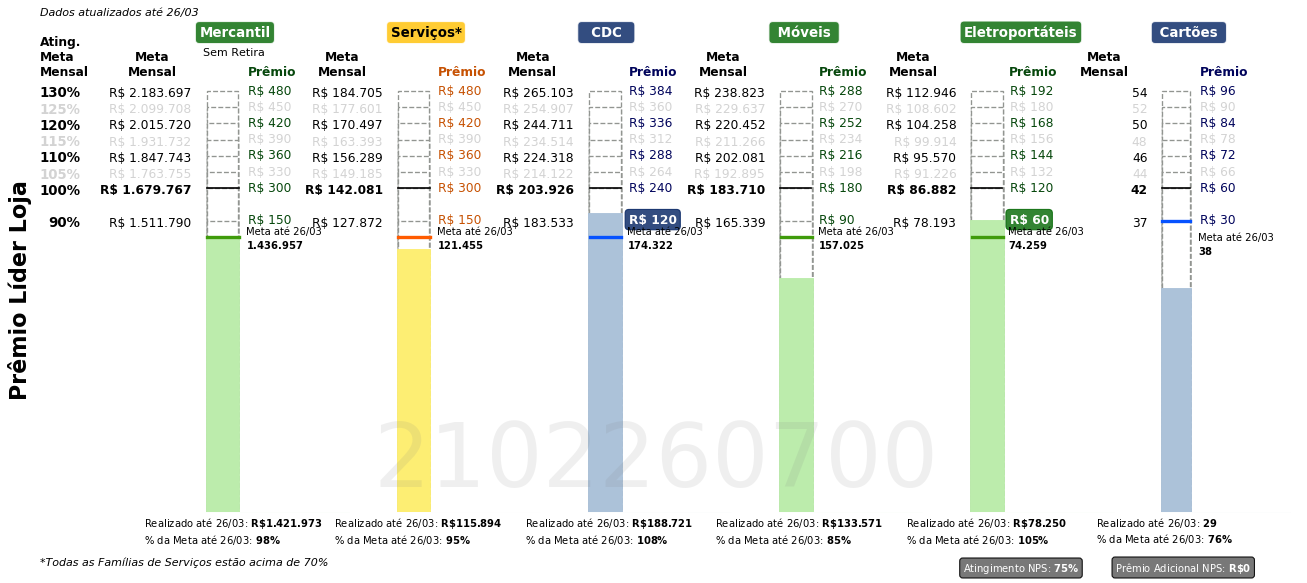 Dados atualizados até 26/03
Mercantil Serviços* CDC Móveis Eletroportáteis Cartões
Sem Retira
Ating. Meta Mensal
Meta Mensal Prêmio Meta Mensal Prêmio Meta Mensal Prêmio Meta Mensal Prêmio Meta Mensal Prêmio Meta Mensal Prêmio
130% R$ 2.183.697 R$ 480 R$ 184.705 R$ 480 R$ 265.103 R$ 384 R$ 238.823 R$ 288 R$ 112.946 R$ 192 54 R$ 96
125% R$ 2.099.708 R$ 450 R$ 177.601 R$ 450 R$ 254.907 R$ 360 R$ 229.637 R$ 270 R$ 108.602 R$ 180 52 R$ 90
120% R$ 2.015.720 R$ 420 R$ 170.497 R$ 420 R$ 244.711 R$ 336 R$ 220.452 R$ 252 R$ 104.258 R$ 168 50 R$ 84
115% R$ 1.931.732 R$ 390 R$ 163.393 R$ 390 R$ 234.514 R$ 312 R$ 211.266 R$ 234 R$ 99.914 R$ 156 48 R$ 78
110% R$ 1.847.743 R$ 360 R$ 156.289 R$ 360 R$ 224.318 R$ 288 R$ 202.081 R$ 216 R$ 95.570 R$ 144 46 R$ 72
105% R$ 1.763.755 R$ 330 R$ 149.185 R$ 330 R$ 214.122 R$ 264 R$ 192.895 R$ 198 R$ 91.226 R$ 132 44 R$ 66
100% R$ 1.679.767 R$ 300 R$ 142.081 R$ 300 R$ 203.926 R$ 240 R$ 183.710 R$ 180 R$ 86.882 R$ 120 42 R$ 60
90% R$ 1.511.790 R$ 150 R$ 127.872 R$ 150 R$ 183.533 R$ 120 R$ 165.339 R$ 90 R$ 78.193 R$ 60 37 R$ 30
Meta até 26/03 Meta até 26/03 Meta até 26/03 Meta até 26/03 Meta até 26/03 Meta até 26/03
1.436.957 121.455 174.322 157.025 74.259 38
Prêmio Líder Loja
2102260700
Realizado até 26/03: R$1.421.973 Realizado até 26/03: R$115.894 Realizado até 26/03: R$188.721 Realizado até 26/03: R$133.571 Realizado até 26/03: R$78.250 Realizado até 26/03: 29
% da Meta até 26/03: 98% % da Meta até 26/03: 95% % da Meta até 26/03: 108% % da Meta até 26/03: 85% % da Meta até 26/03: 105% % da Meta até 26/03: 76%
*Todas as Famílias de Serviços estão acima de 70%
Atingimento NPS: 75% Prêmio Adicional NPS: R$0